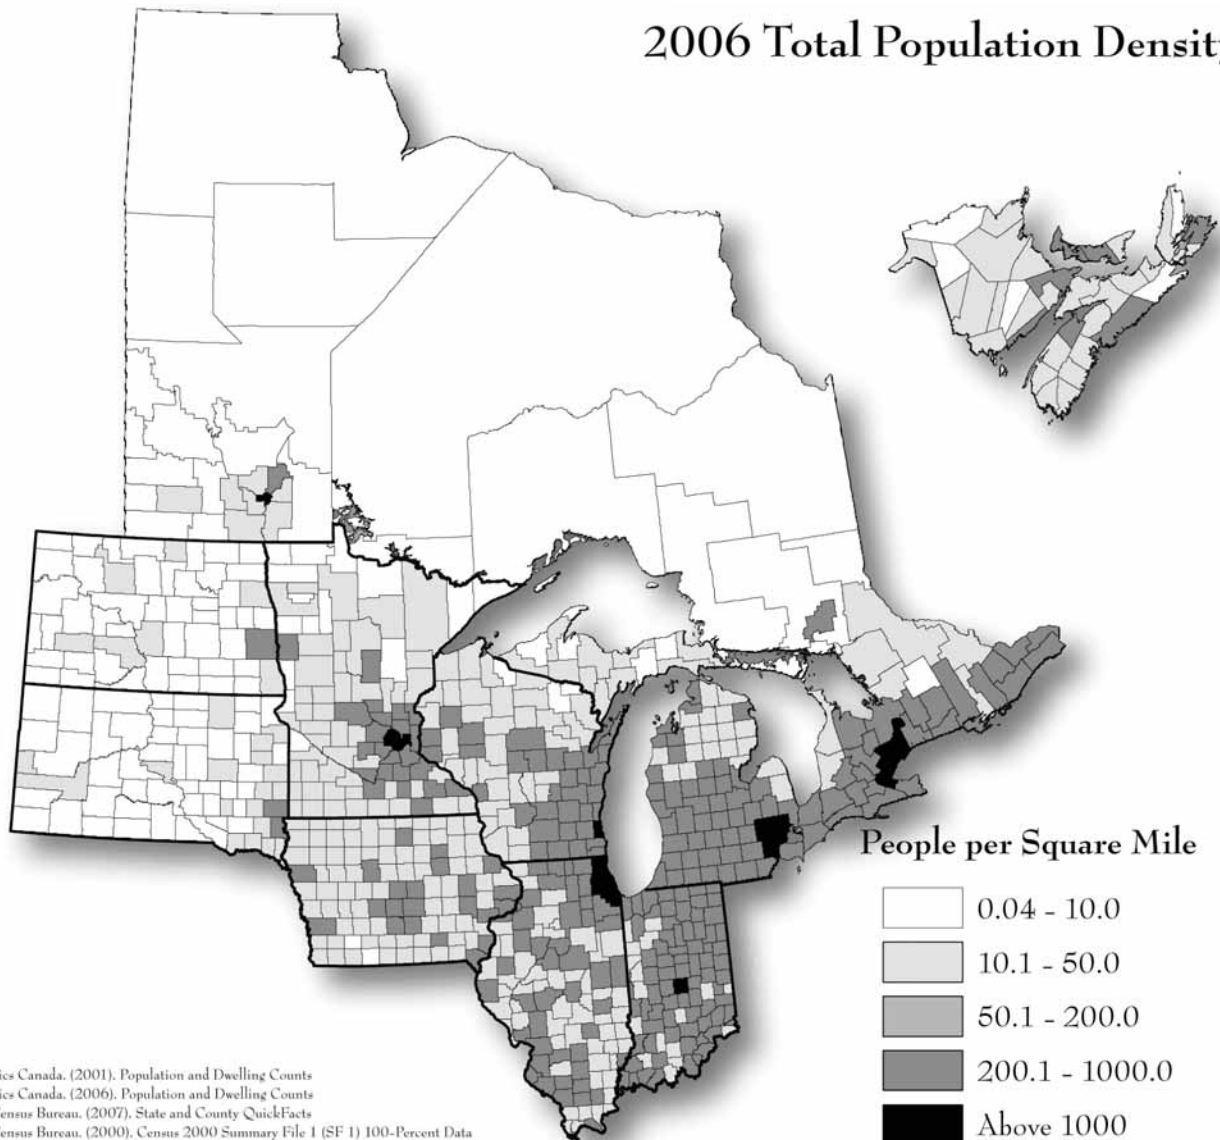 2006 Total Population Density
People per Square Mile
0.04 - 10.0
10.1 - 50.0
50.1 - 200.0
200.1 - 1000.0
Above 1000
ics Canada. (2001). Population and Dwelling Counts
ics Canada. (2006). Population and Dwelling Counts
ensus Bureau. (2007). State and County QuickFacts
ensus Bureau. (2000). Census 2000 Summary File 1 (SF 1) 100-Percent Data